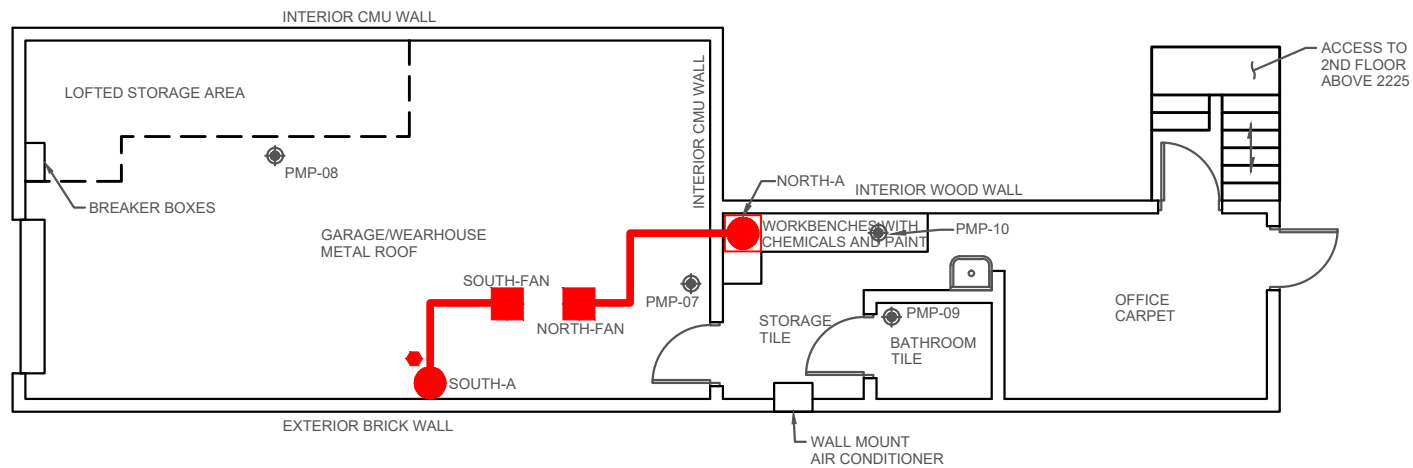 INTERIOR CMU WALL
ACCESS TO
2ND FLOOR
ABOVE 2225
LOFTED STORAGE AREA
INTERIOR CMU WALL
PMP-08
NORTH-A
INTERIOR WOOD WALL
BREAKER BOXES
WORKBENCHES WITH
CHEMICALS AND PAINT
PMP-10
GARAGE/WEARHOUSE
METAL ROOF
SOUTH-FAN
PMP-07
NORTH-FAN
OFFICE
CARPET
STORAGE
TILE
PMP-09
BATHROOM
TILE
SOUTH-A
EXTERIOR BRICK WALL
WALL MOUNT
AIR CONDITIONER